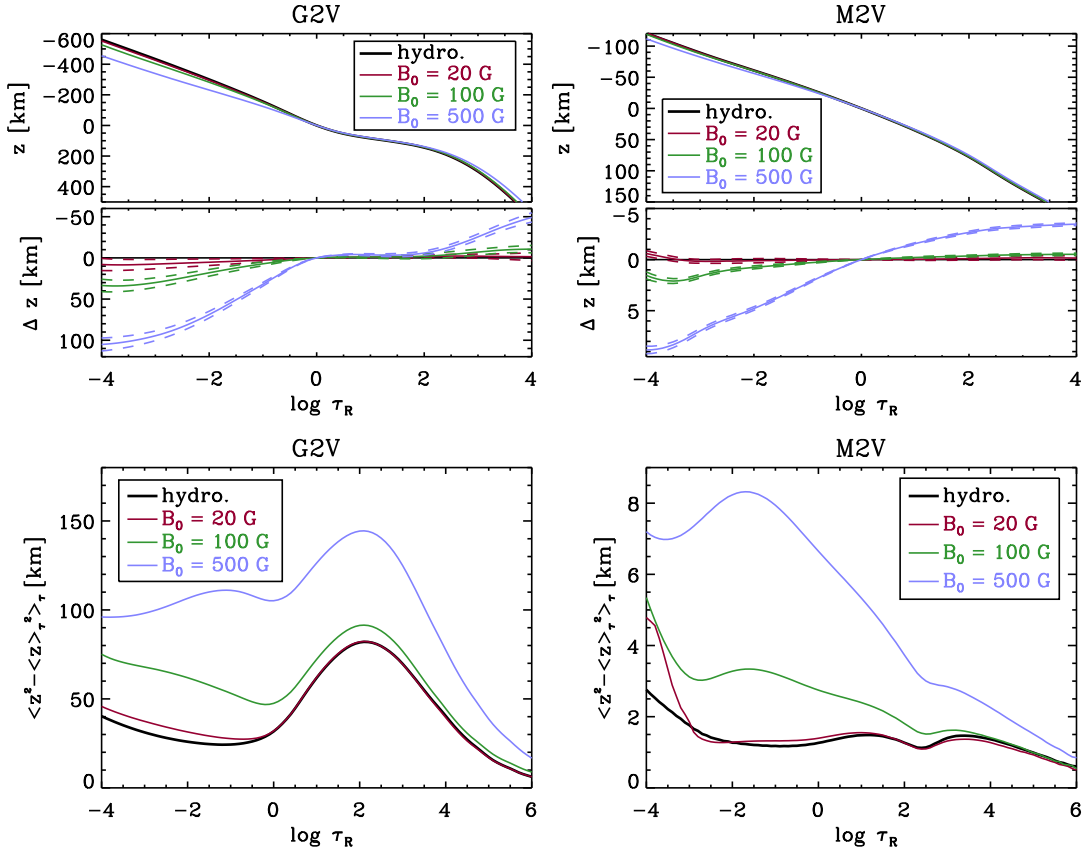 G2V
z [km]
-600
-400
-200
0
200
400
hydro.
B₀ = 20 G
B₀ = 100 G
B₀ = 500 G
Δ z [km]
-50
0
50
100
-4 -2 0 2 4
log τ_R
M2V
z [km]
-100
-50
0
50
100
150
hydro.
B₀ = 20 G
B₀ = 100 G
B₀ = 500 G
Δ z [km]
-5
0
5
-4 -2 0 2 4
log τ_R
G2V
<z²-<z>τ²>τ [km]
150
100
50
0
hydro.
B₀ = 20 G
B₀ = 100 G
B₀ = 500 G
-4 -2 0 2 4 6
log τ_R
M2V
<z²-<z>τ²>τ [km]
8
6
4
2
0
hydro.
B₀ = 20 G
B₀ = 100 G
B₀ = 500 G
-4 -2 0 2 4 6
log τ_R